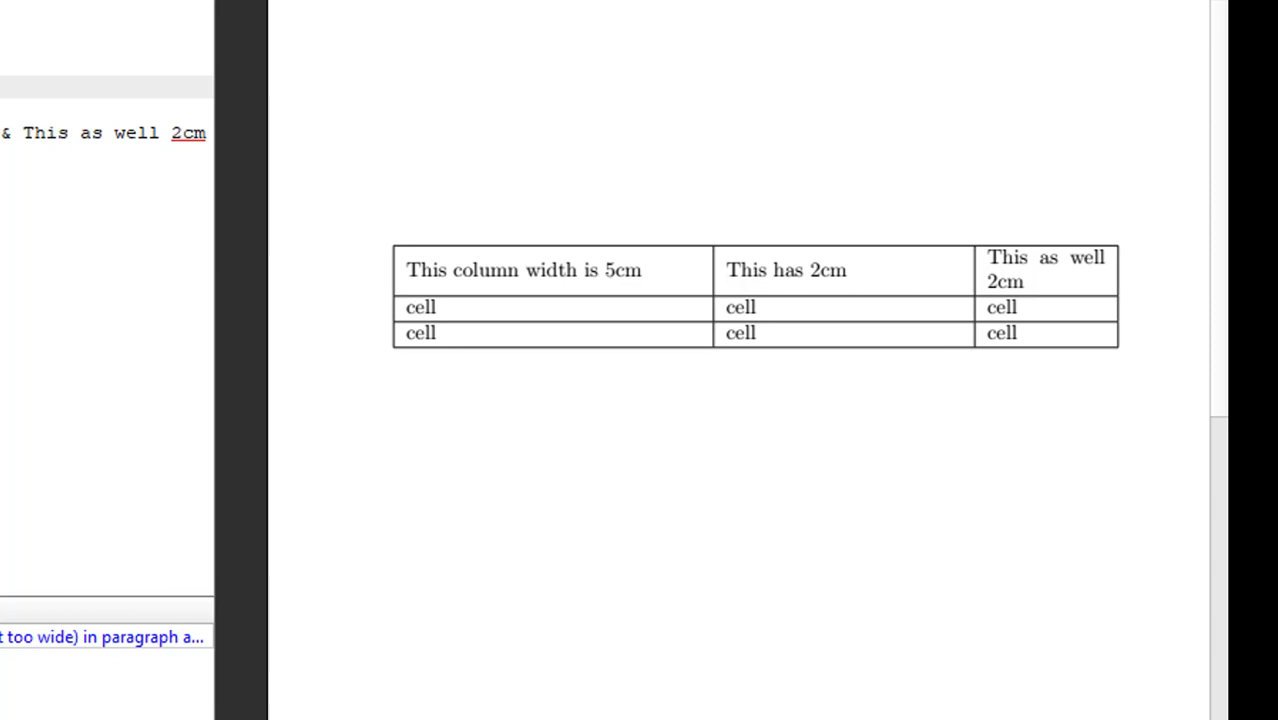 & This as well 2cm
This column width is 5cm This has 2cm This as well
2cm
cell cell cell
cell cell cell
too wide) in paragraph a...